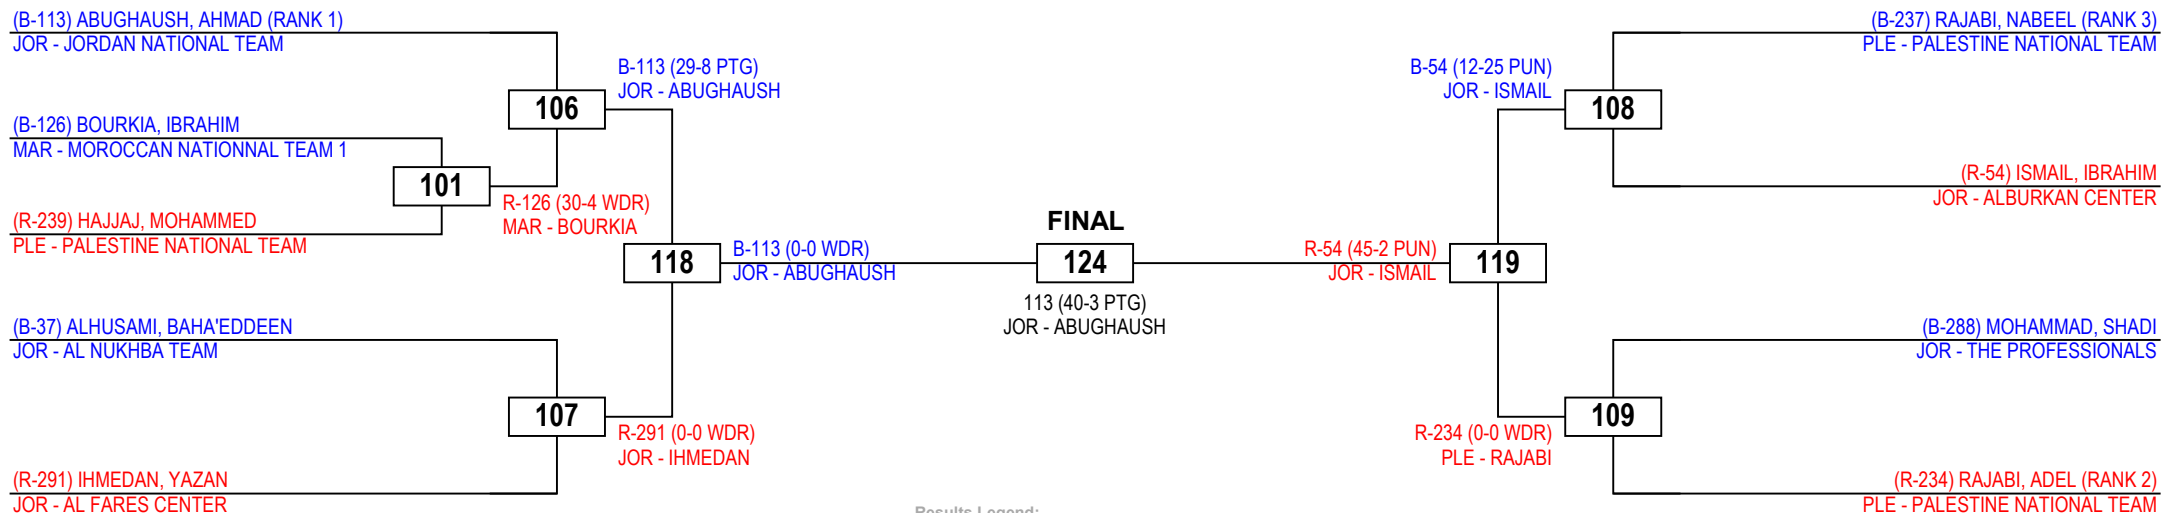 (B-113) ABUGHAUSH, AHMAD (RANK 1)
JOR - JORDAN NATIONAL TEAM
(B-126) BOURKIA, IBRAHIM
MAR - MOROCCAN NATIONNAL TEAM 1
(R-239) HAJJAJ, MOHAMMED
PLE - PALESTINE NATIONAL TEAM
(B-37) ALHUSAMI, BAHA'EDDEEN
JOR - AL NUKHBA TEAM
(R-291) IHMEDAN, YAZAN
JOR - AL FARES CENTER
101
R-126 (30-4 WDR)
MAR - BOURKIA
106
B-113 (29-8 PTG)
JOR - ABUGHAUSH
107
R-291 (0-0 WDR)
JOR - IHMEDAN
118
B-113 (0-0 WDR)
JOR - ABUGHAUSH
FINAL
124
113 (40-3 PTG)
JOR - ABUGHAUSH
R-54 (45-2 PUN)
JOR - ISMAIL
119
B-54 (12-25 PUN)
JOR - ISMAIL
108
R-234 (0-0 WDR)
PLE - RAJABI
109
(B-237) RAJABI, NABEEL (RANK 3)
PLE - PALESTINE NATIONAL TEAM
(R-54) ISMAIL, IBRAHIM
JOR - ALBURKAN CENTER
(B-288) MOHAMMAD, SHADI
JOR - THE PROFESSIONALS
(R-234) RAJABI, ADEL (RANK 2)
PLE - PALESTINE NATIONAL TEAM
Results Legend: